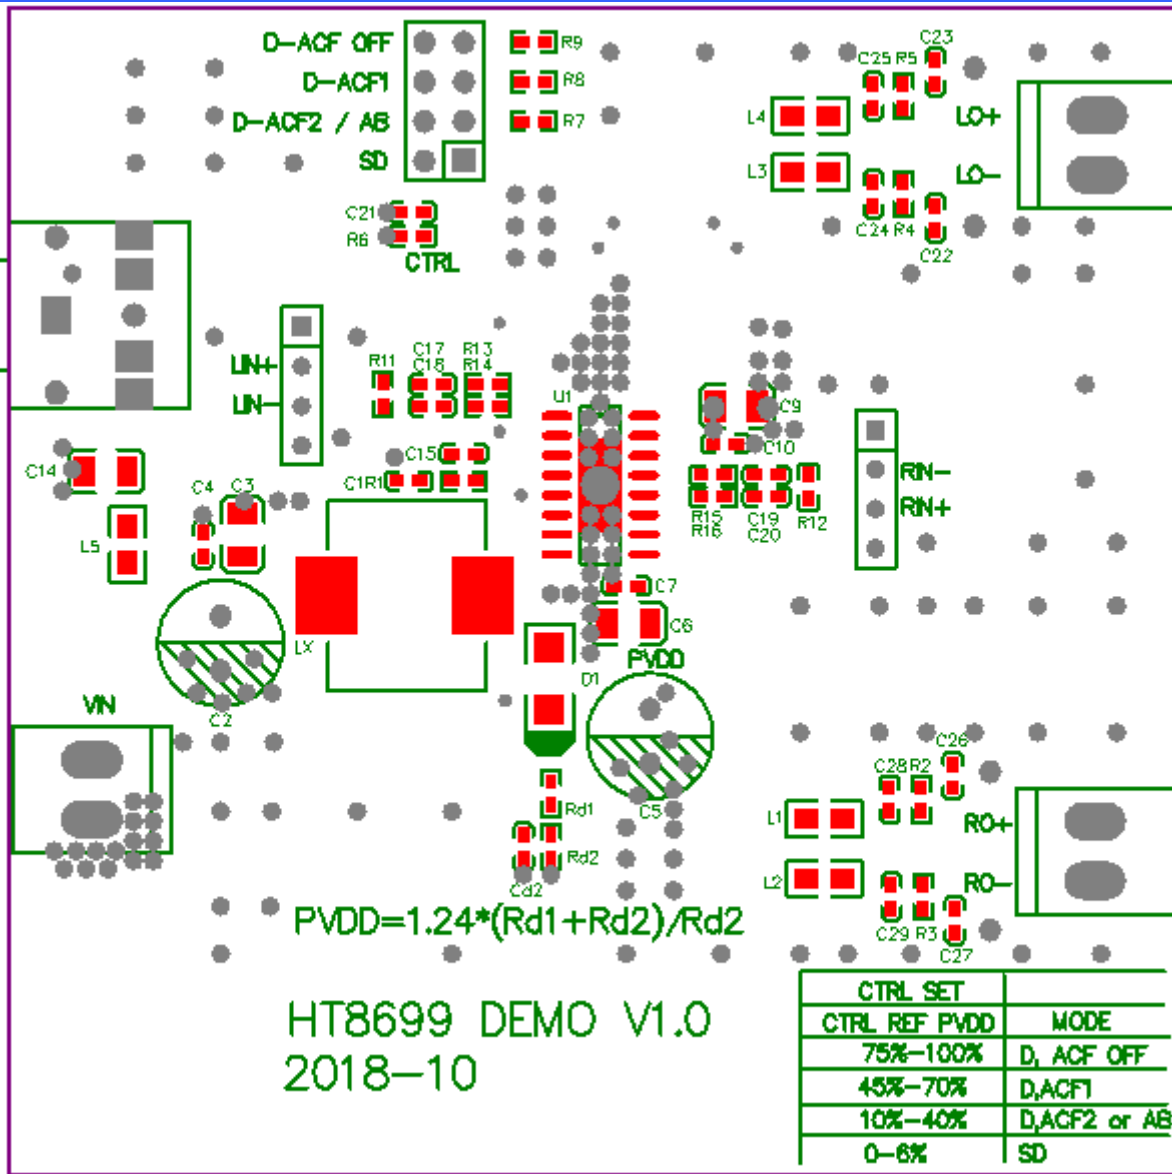 D-ACF OFF
R9
C23
D-ACF1
R8
C25 R5
D-ACF2 / AB
R7
L4
LO+
SD
L3
LO-
C21
R6
C24 R4
CTRL
C22
LIN+
R11
C17 R13
C18 R14
LIN-
U1
C9
C14
C15
C10
C4 C3
C1R1
RIN-
R15 C19 R12
RIN+
R16 C20
L5
C7
C6
LX
PVDD
D1
VIN
C2
C26
C28 R2
Rd1
C5
L1
RO+
Rd2
Cd2
L2
RO-
PVDD=1.24*(Rd1+Rd2)/Rd2
C29 R3
C27
HT8699 DEMO V1.0
2018-10
CTRL SET
CTRL REF PVDD MODE
75%-100% D, ACF OFF
45%-70% D,ACF1
10%-40% D,ACF2 or AB
0-6% SD